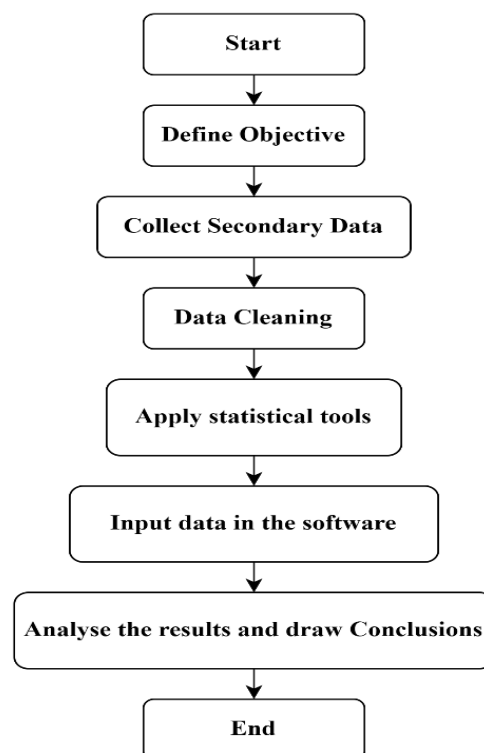 Start
Define Objective
Collect Secondary Data
Data Cleaning
Apply statistical tools
Input data in the software
Analyse the results and draw Conclusions
End